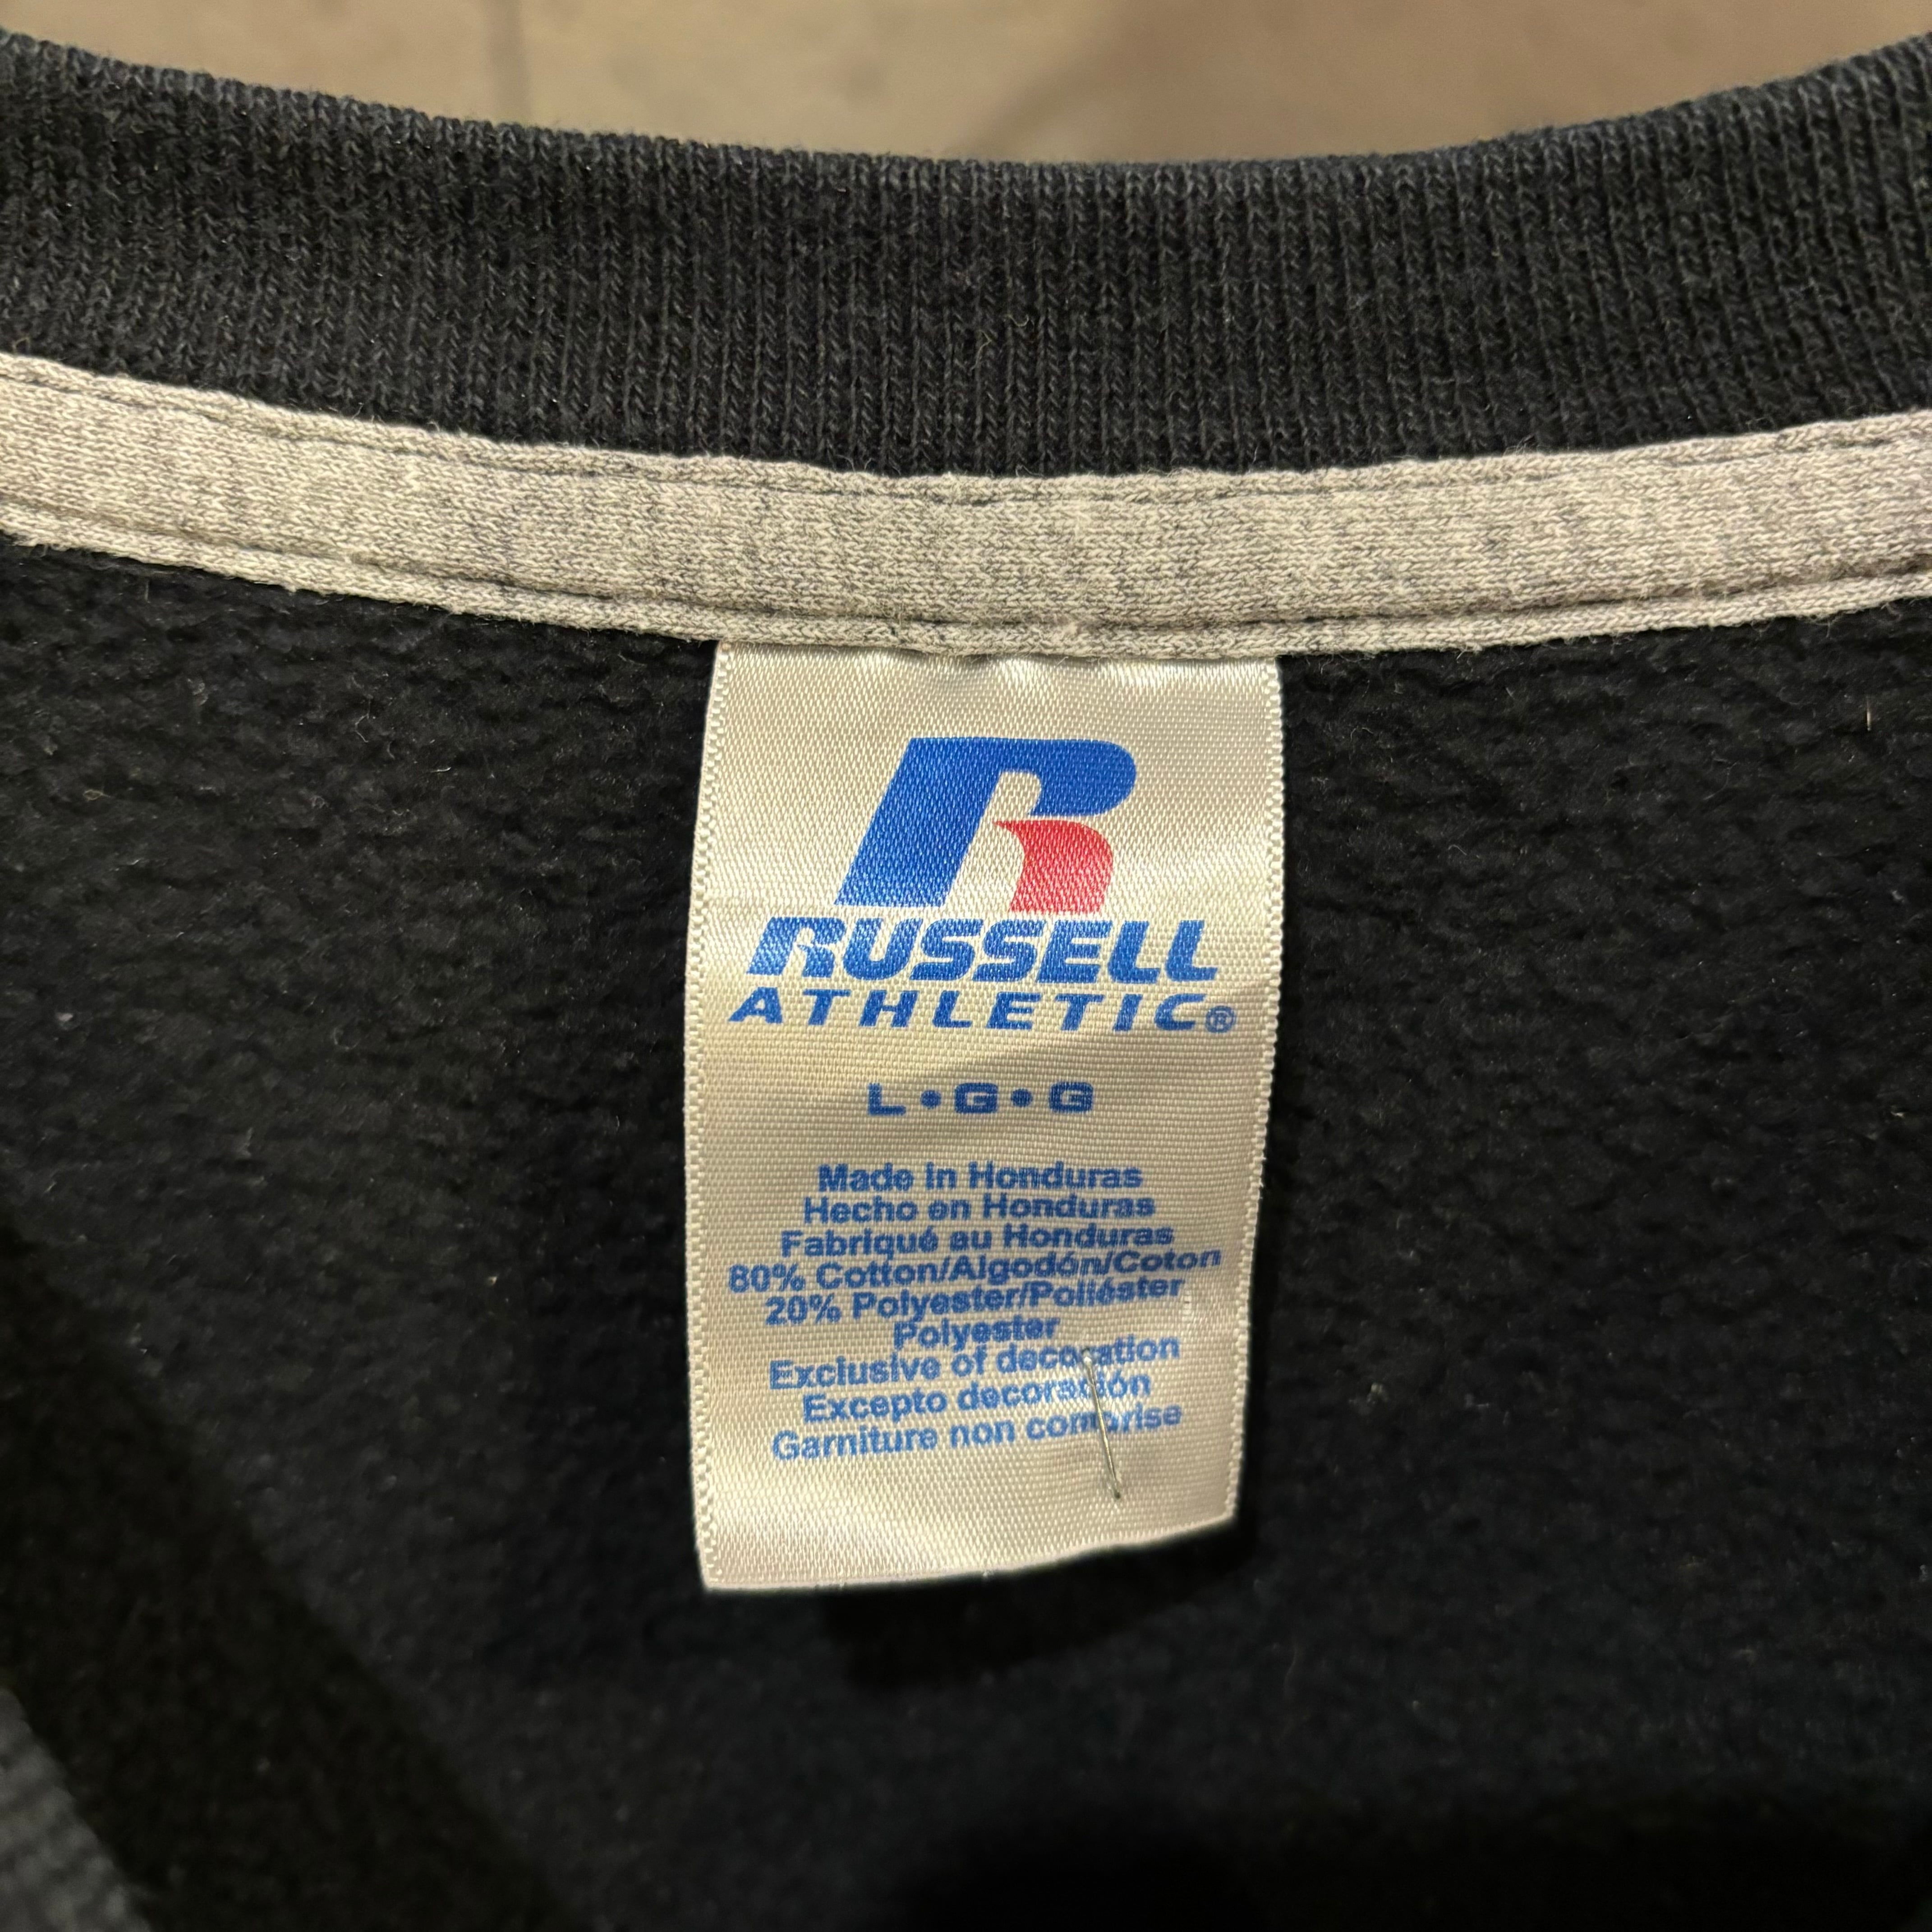 RUSSELL
ATHLETIC®
L•G•G
Made in Honduras
Hecho en Honduras
Fabriqué au Honduras
80% Cotton/Algodón/Coton
20% Polyester/Poliéster
Polyester
Exclusive of decoration
Excepto decoración
Garniture non comprise